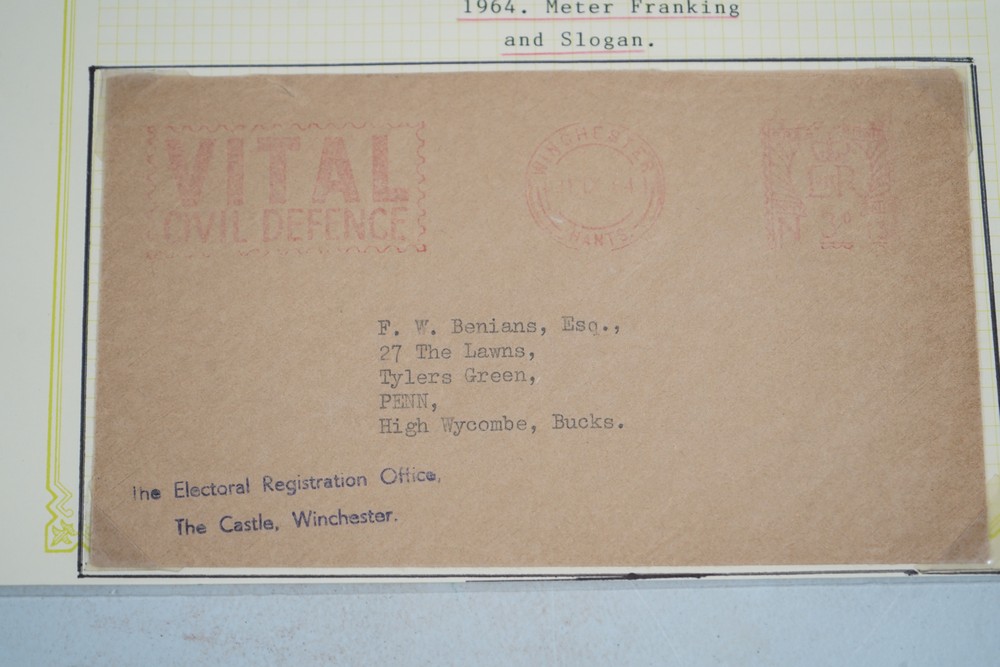 1964. Meter Franking
and Slogan.
VITAL
CIVIL DEFENCE
WINCHESTER
HANTS
E R
3D
F. W. Benians, Esq.,
27 The Lawns,
Tylers Green,
PENN,
High Wycombe, Bucks.
The Electoral Registration Office,
The Castle, Winchester.